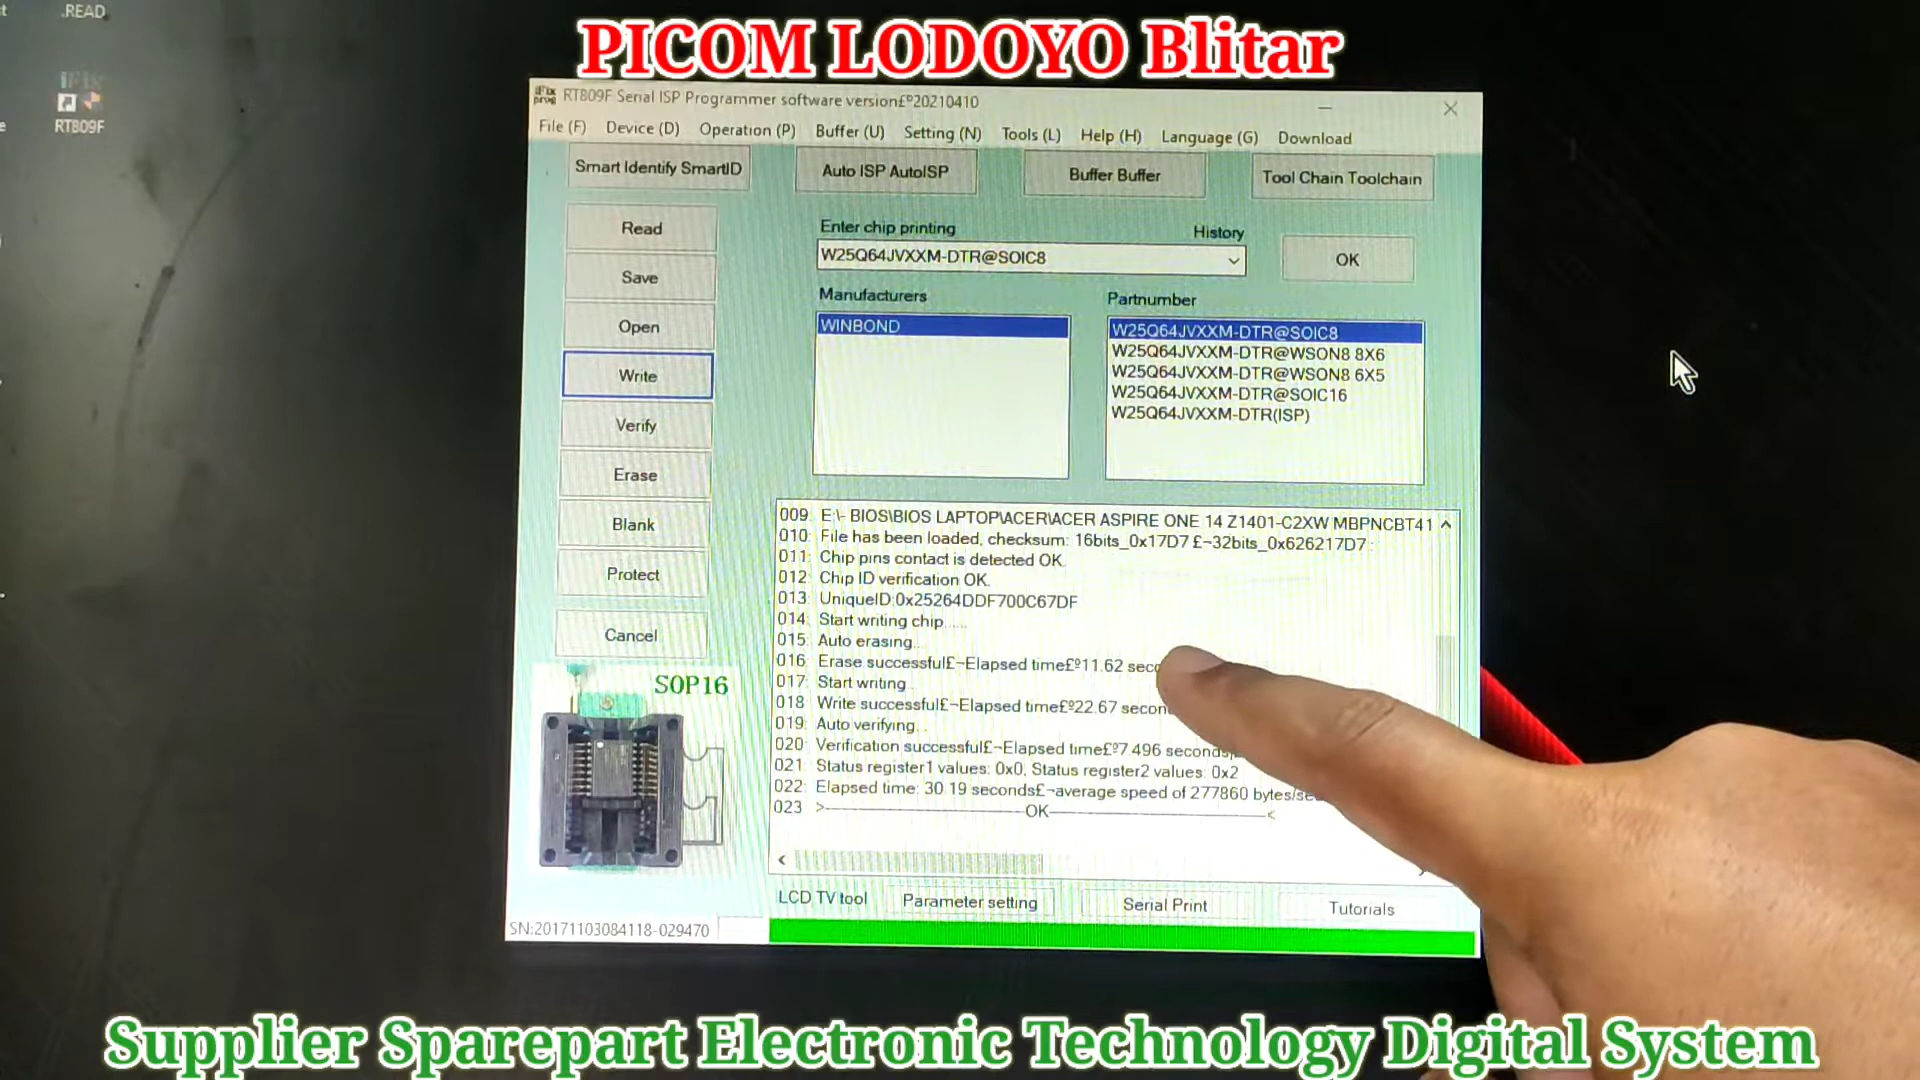 .READ
RT809F
PICOM LODOYO Blitar
RT809F Serial ISP Programmer software version£º20210410
File (F) Device (D) Operation (P) Buffer (U) Setting (N) Tools (L) Help (H) Language (G) Download
Smart Identify SmartID Auto ISP AutoISP Buffer Buffer Tool Chain Toolchain
Read
Save
Open
Write
Verify
Erase
Blank
Protect
Cancel
Enter chip printing History
W25Q64JVXXM-DTR@SOIC8
OK
Manufacturers
WINBOND
Partnumber
W25Q64JVXXM-DTR@SOIC8
W25Q64JVXXM-DTR@WSON8 8X6
W25Q64JVXXM-DTR@WSON8 6X5
W25Q64JVXXM-DTR@SOIC16
W25Q64JVXXM-DTR(ISP)
009: E:\- BIOS\BIOS LAPTOP\ACER\ACER ASPIRE ONE 14 Z1401-C2XW MBPNCBT41
010: File has been loaded, checksum: 16bits_0x17D7 £¬32bits_0x626217D7 :
011: Chip pins contact is detected OK.
012: Chip ID verification OK.
013: UniqueID:0x25264DDF700C67DF
014: Start writing chip......
015: Auto erasing..
016: Erase successful£¬Elapsed time£º11.62 seco
017: Start writing..
018 Write successful£¬Elapsed time£º22.67 secon
019: Auto verifying. .
020: Verification successful£¬Elapsed time£º7.496 seconds
021: Status register1 values: 0x0, Status register2 values: 0x2
022: Elapsed time: 30.19 seconds£¬average speed of 277860 bytes/sec
023 >--------------------OK--------------------<
SOP16
LCD TV tool Parameter setting Serial Print Tutorials
SN:20171103084118-029470
Supplier Sparepart Electronic Technology Digital System